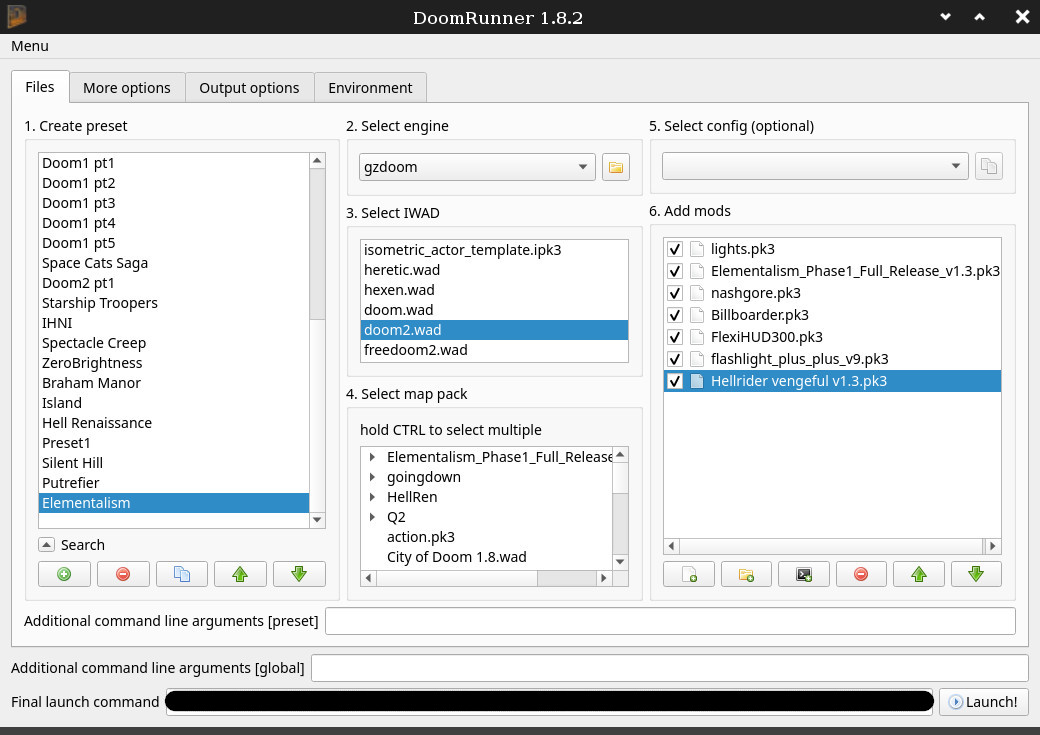 DoomRunner 1.8.2
Menu
Files
More options
Output options
Environment
1. Create preset
Doom1 pt1
Doom1 pt2
Doom1 pt3
Doom1 pt4
Doom1 pt5
Space Cats Saga
Doom2 pt1
Starship Troopers
IHNI
Spectacle Creep
ZeroBrightness
Braham Manor
Island
Hell Renaissance
Preset1
Silent Hill
Putrefier
Elementalism
Search
2. Select engine
gzdoom
3. Select IWAD
isometric_actor_template.ipk3
heretic.wad
hexen.wad
doom.wad
doom2.wad
freedoom2.wad
4. Select map pack
hold CTRL to select multiple
Elementalism_Phase1_Full_Release
goingdown
HellRen
Q2
action.pk3
City of Doom 1.8.wad
5. Select config (optional)
6. Add mods
lights.pk3
Elementalism_Phase1_Full_Release_v1.3.pk3
nashgore.pk3
Billboarder.pk3
FlexiHUD300.pk3
flashlight_plus_plus_v9.pk3
Hellrider vengeful v1.3.pk3
Additional command line arguments [preset]
Additional command line arguments [global]
Final launch command
Launch!